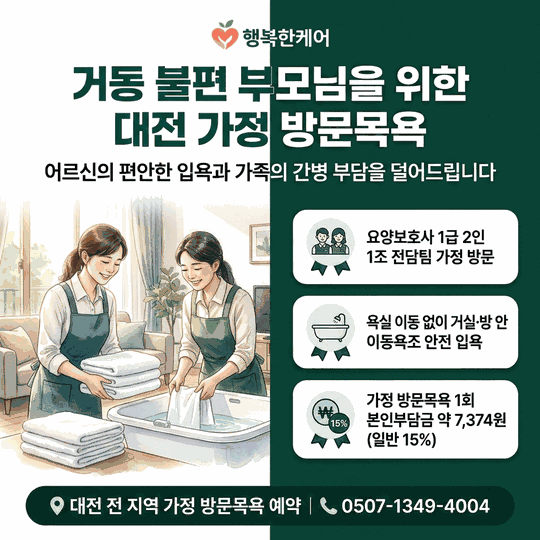 행복한케어
거동 불편 부모님을 위한
대전 가정 방문목욕
어르신의 편안한 입욕과 가족의 간병 부담을 덜어드립니다
요양보호사 1급 2인
1조 전담팀 가정 방문
욕실 이동 없이 거실·방 안
이동욕조 안전 입욕
₩
15%
가정 방문목욕 1회
본인부담금 약 7,374원
(일반 15%)
대전 전 지역 가정 방문목욕 예약 | 0507-1349-4004